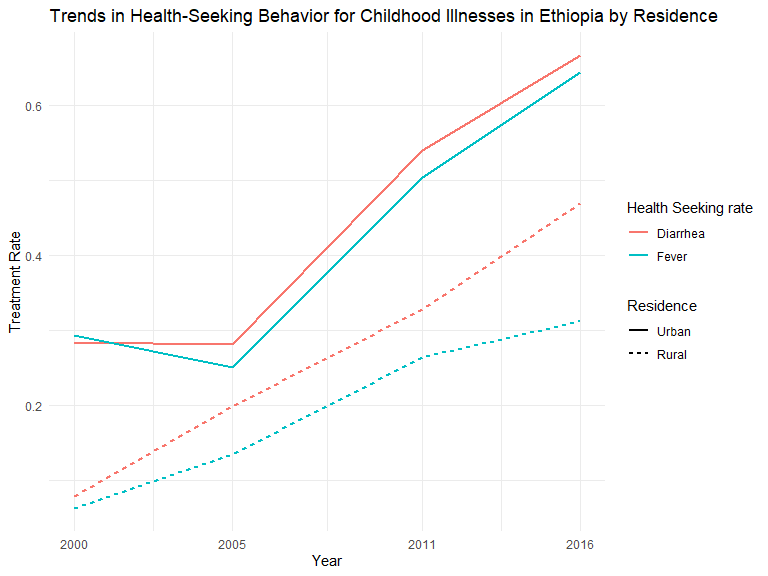 Trends in Health-Seeking Behavior for Childhood Illnesses in Ethiopia by Residence
0.6
0.4
0.2
Treatment Rate
2000
2005
2011
2016
Year
Health Seeking rate
Diarrhea
Fever
Residence
Urban
Rural